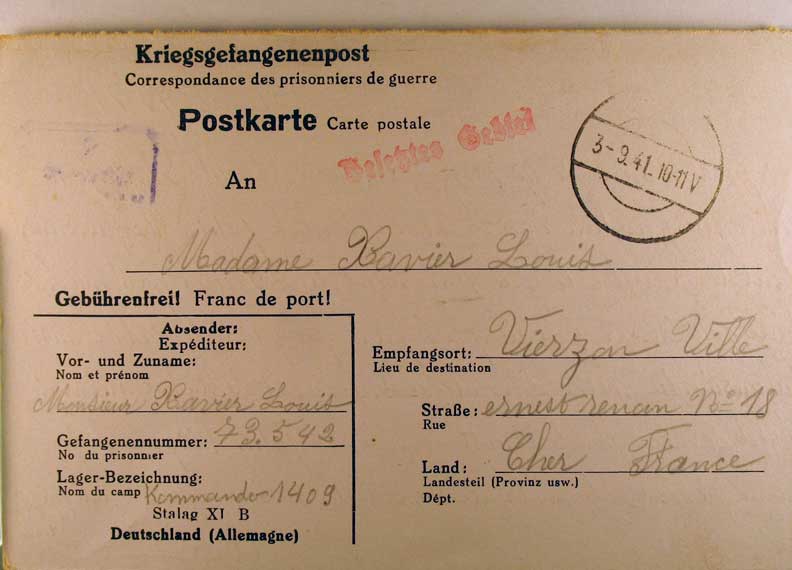 Kriegsgefangenenpost
Correspondance des prisonniers de guerre
Postkarte Carte postale
Besetztes Gebiet
3-9.41.10-11V
An
Madame Xavier Louis
Gebührenfrei! Franc de port!
Absender:
Expéditeur:
Vor- und Zuname:
Nom et prénom
Monsieur Xavier Louis
Gefangenennummer: 73.542
No du prisonnier
Lager-Bezeichnung:
Nom du camp Kommando 1409
Stalag XI B
Deutschland (Allemagne)
Empfangsort: Vierzon Ville
Lieu de destination
Straße: ernest renan No 18
Rue
Land: Cher France
Landesteil (Provinz usw.)
Dépt.